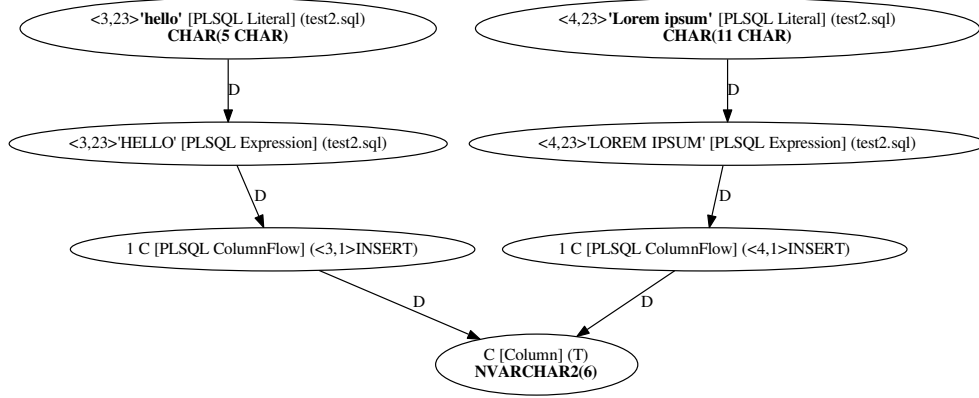 <3,23>'hello' [PLSQL Literal] (test2.sql)
CHAR(5 CHAR)
<4,23>'Lorem ipsum' [PLSQL Literal] (test2.sql)
CHAR(11 CHAR)
D
D
<3,23>'HELLO' [PLSQL Expression] (test2.sql)
<4,23>'LOREM IPSUM' [PLSQL Expression] (test2.sql)
D
D
1 C [PLSQL ColumnFlow] (<3,1>INSERT)
1 C [PLSQL ColumnFlow] (<4,1>INSERT)
D
D
C [Column] (T)
NVARCHAR2(6)